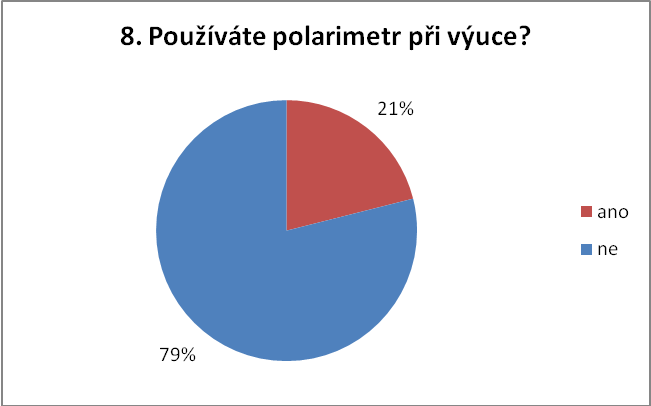 8. Používáte polarimetr při výuce?
21%
ano
ne
79%